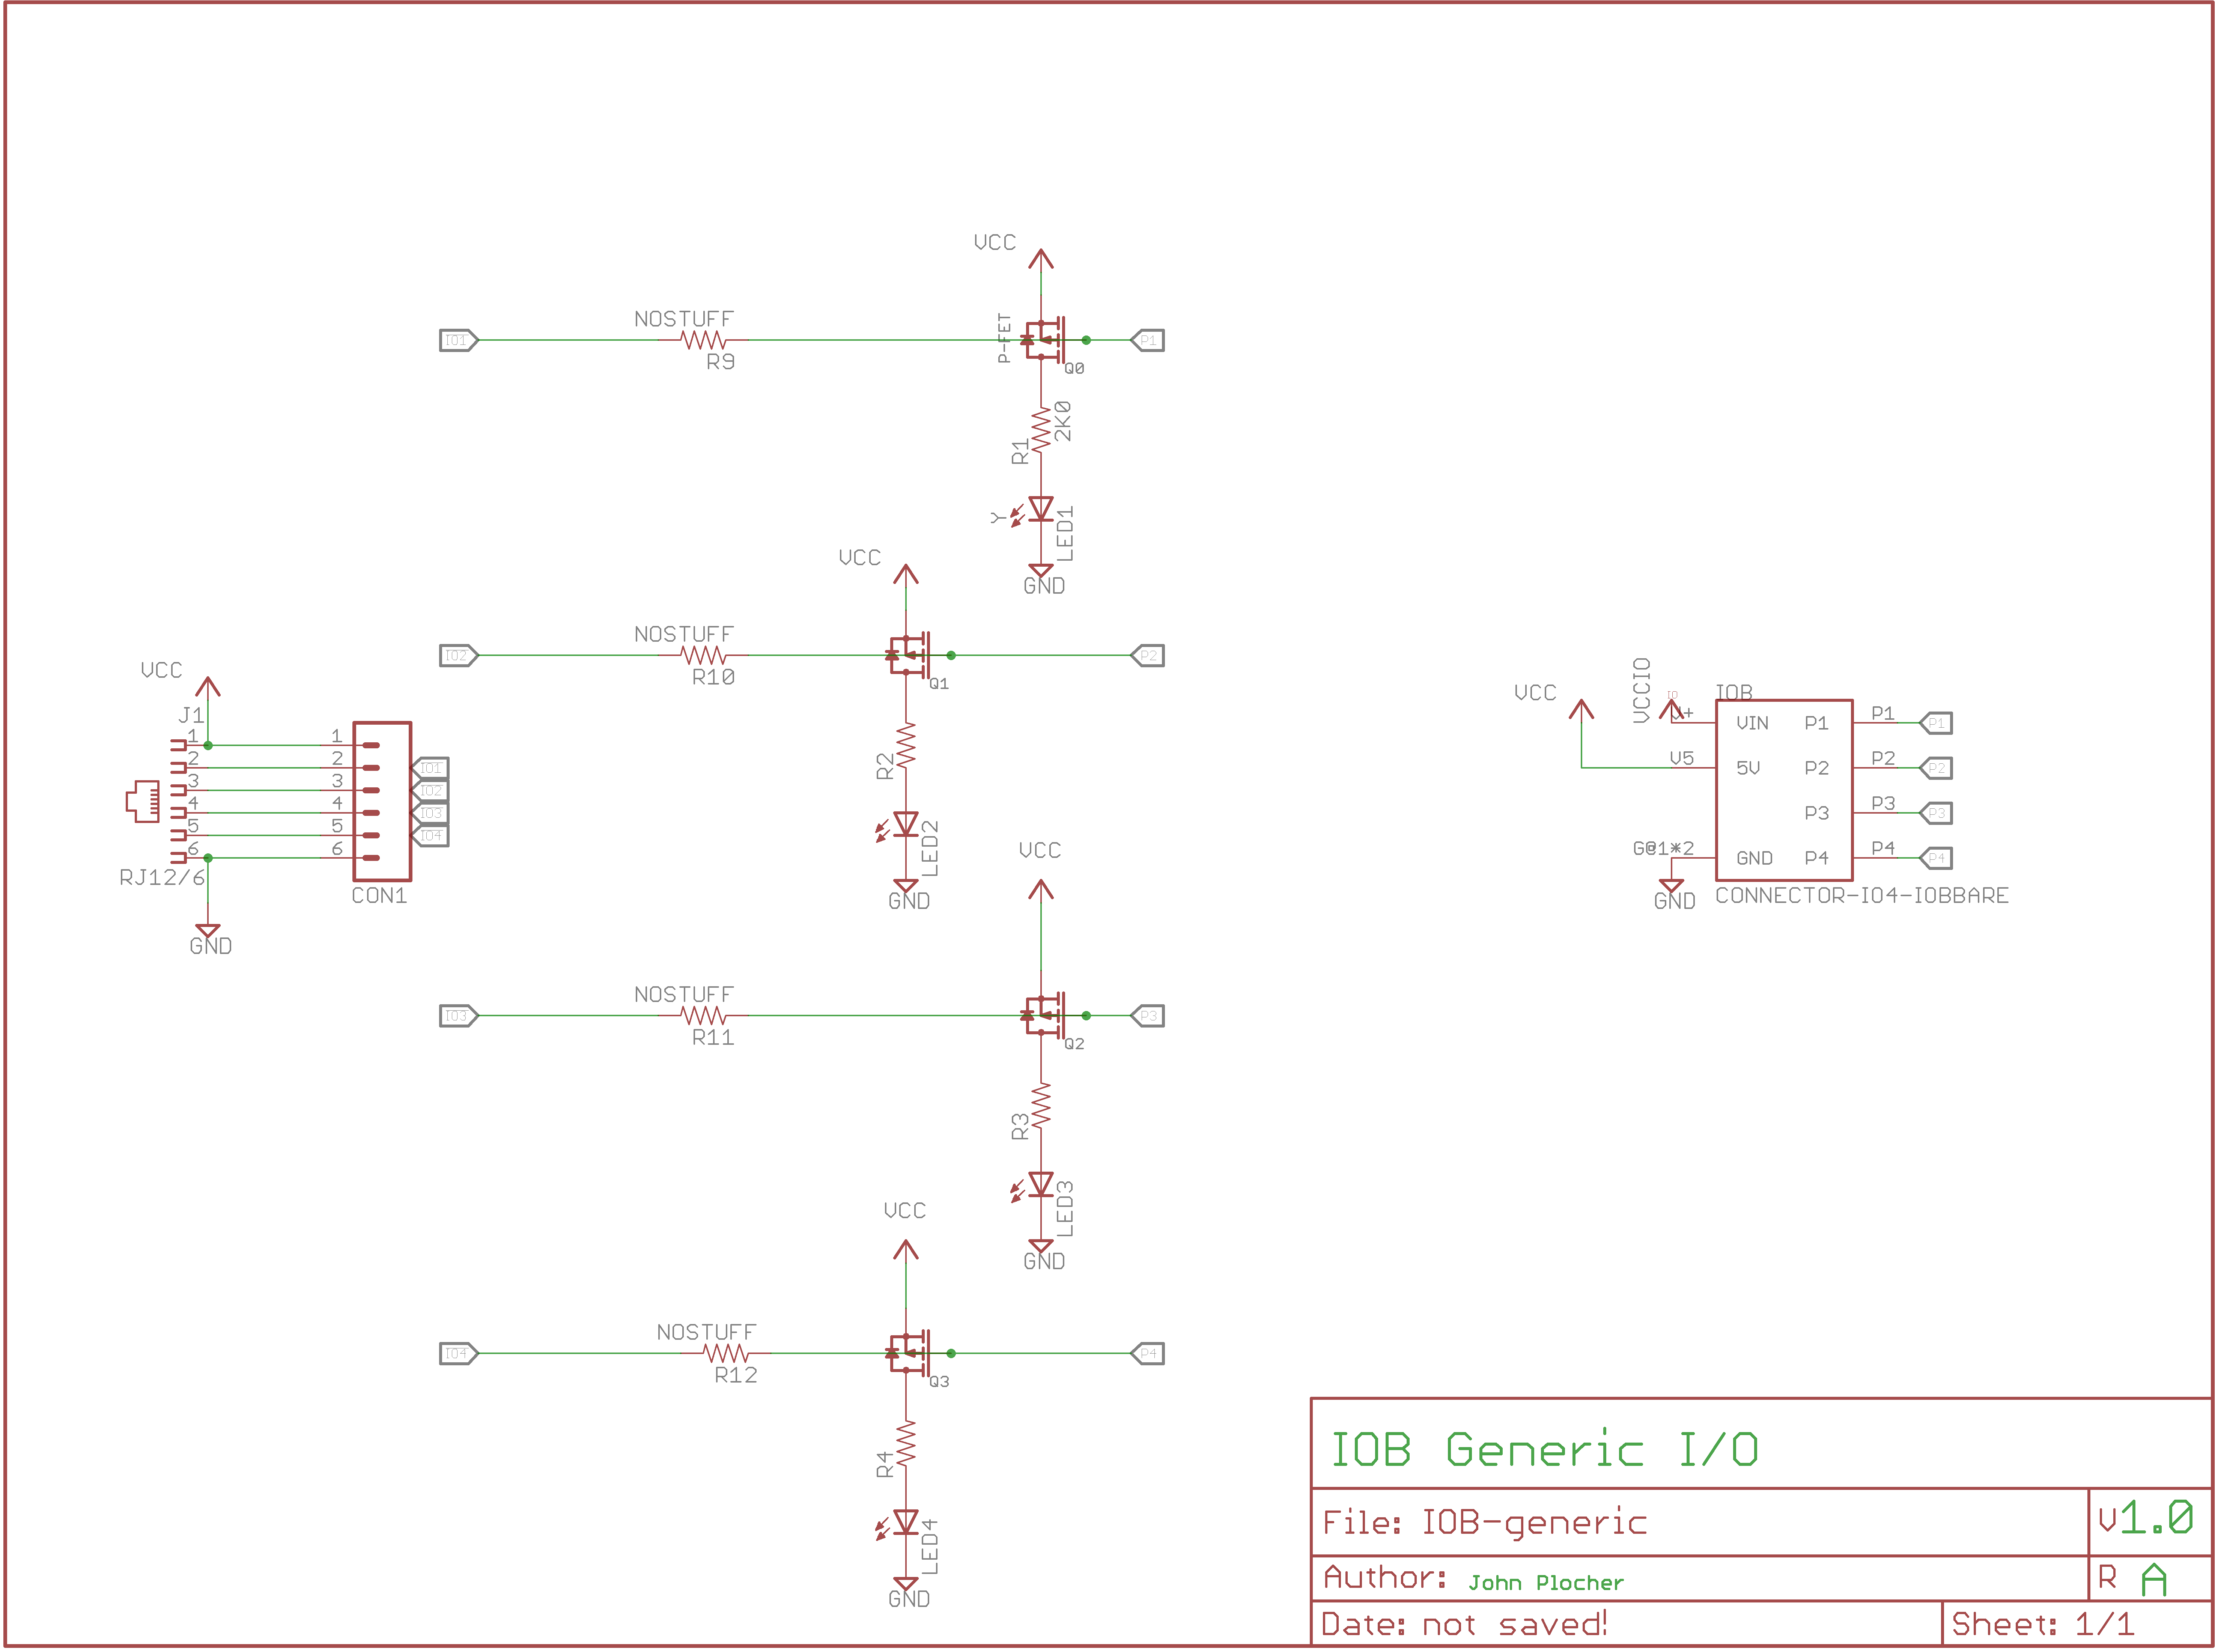 VCC
NOSTUFF
IO1
R9
P-FET
Q0
P1
R1
2K0
Y
LED1
GND
VCC
NOSTUFF
IO2
R10
Q1
P2
R2
LED2
GND
VCC
J1
1
2
3
4
5
6
RJ12/6
GND
1
2
3
4
5
6
IO1
IO2
IO3
IO4
CON1
VCC
NOSTUFF
IO3
R11
Q2
P3
R3
LED3
GND
VCC
NOSTUFF
IO4
R12
Q3
P4
R4
LED4
GND
VCC
VCCIO
IO
V+
IOB
VIN P1 P1 P1
V5 5V P2 P2 P2
P3 P3 P3
G@1*2 GND P4 P4 P4
GND
CONNECTOR-IO4-IOBBARE
IOB Generic I/O
File: IOB-generic
V1.0
Author: John Plocher
R A
Date: not saved!
Sheet: 1/1